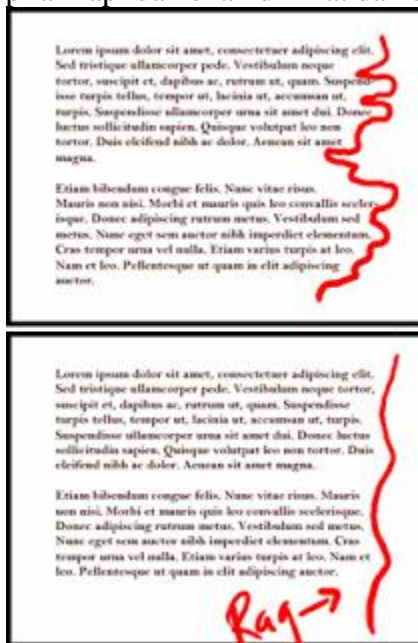 Lorem ipsum dolor sit amet, consectetuer adipiscing elit.
Sed tristique ullamcorper pede. Vestibulum neque
tortor, suscipit et, dapibus ac, rutrum ut, quam. Suspend-
isse turpis tellus, tempor ut, lacinia ut, accumsan ut,
turpis. Suspendisse ullamcorper urna sit amet dui. Donec
luctus sollicitudin sapien. Quisque volutpat leo non
tortor. Duis eleifend nibh ac dolor. Aenean sit amet
magna.
Etiam bibendum congue felis. Nunc vitae risus.
Mauris non nisi. Morbi et mauris quis leo convallis sceler-
isque. Donec adipiscing rutrum metus. Vestibulum sed
metus. Nunc eget sem auctor nibh imperdiet elementum.
Cras tempor urna vel nulla. Etiam varius turpis at leo.
Nam et leo. Pellentesque ut quam in elit adipiscing
auctor.
Lorem ipsum dolor sit amet, consectetuer adipiscing elit.
Sed tristique ullamcorper pede. Vestibulum neque tortor,
suscipit et, dapibus ac, rutrum ut, quam. Suspendisse
turpis tellus, tempor ut, lacinia ut, accumsan ut, turpis.
Suspendisse ullamcorper urna sit amet dui. Donec luctus
sollicitudin sapien. Quisque volutpat leo non tortor. Duis
eleifend nibh ac dolor. Aenean sit amet magna.
Etiam bibendum congue felis. Nunc vitae risus. Mauris
non nisi. Morbi et mauris quis leo convallis scelerisque.
Donec adipiscing rutrum metus. Vestibulum sed metus.
Nunc eget sem auctor nibh imperdiet elementum. Cras
tempor urna vel nulla. Etiam varius turpis at leo. Nam et
leo. Pellentesque ut quam in elit adipiscing auctor.
Rag →